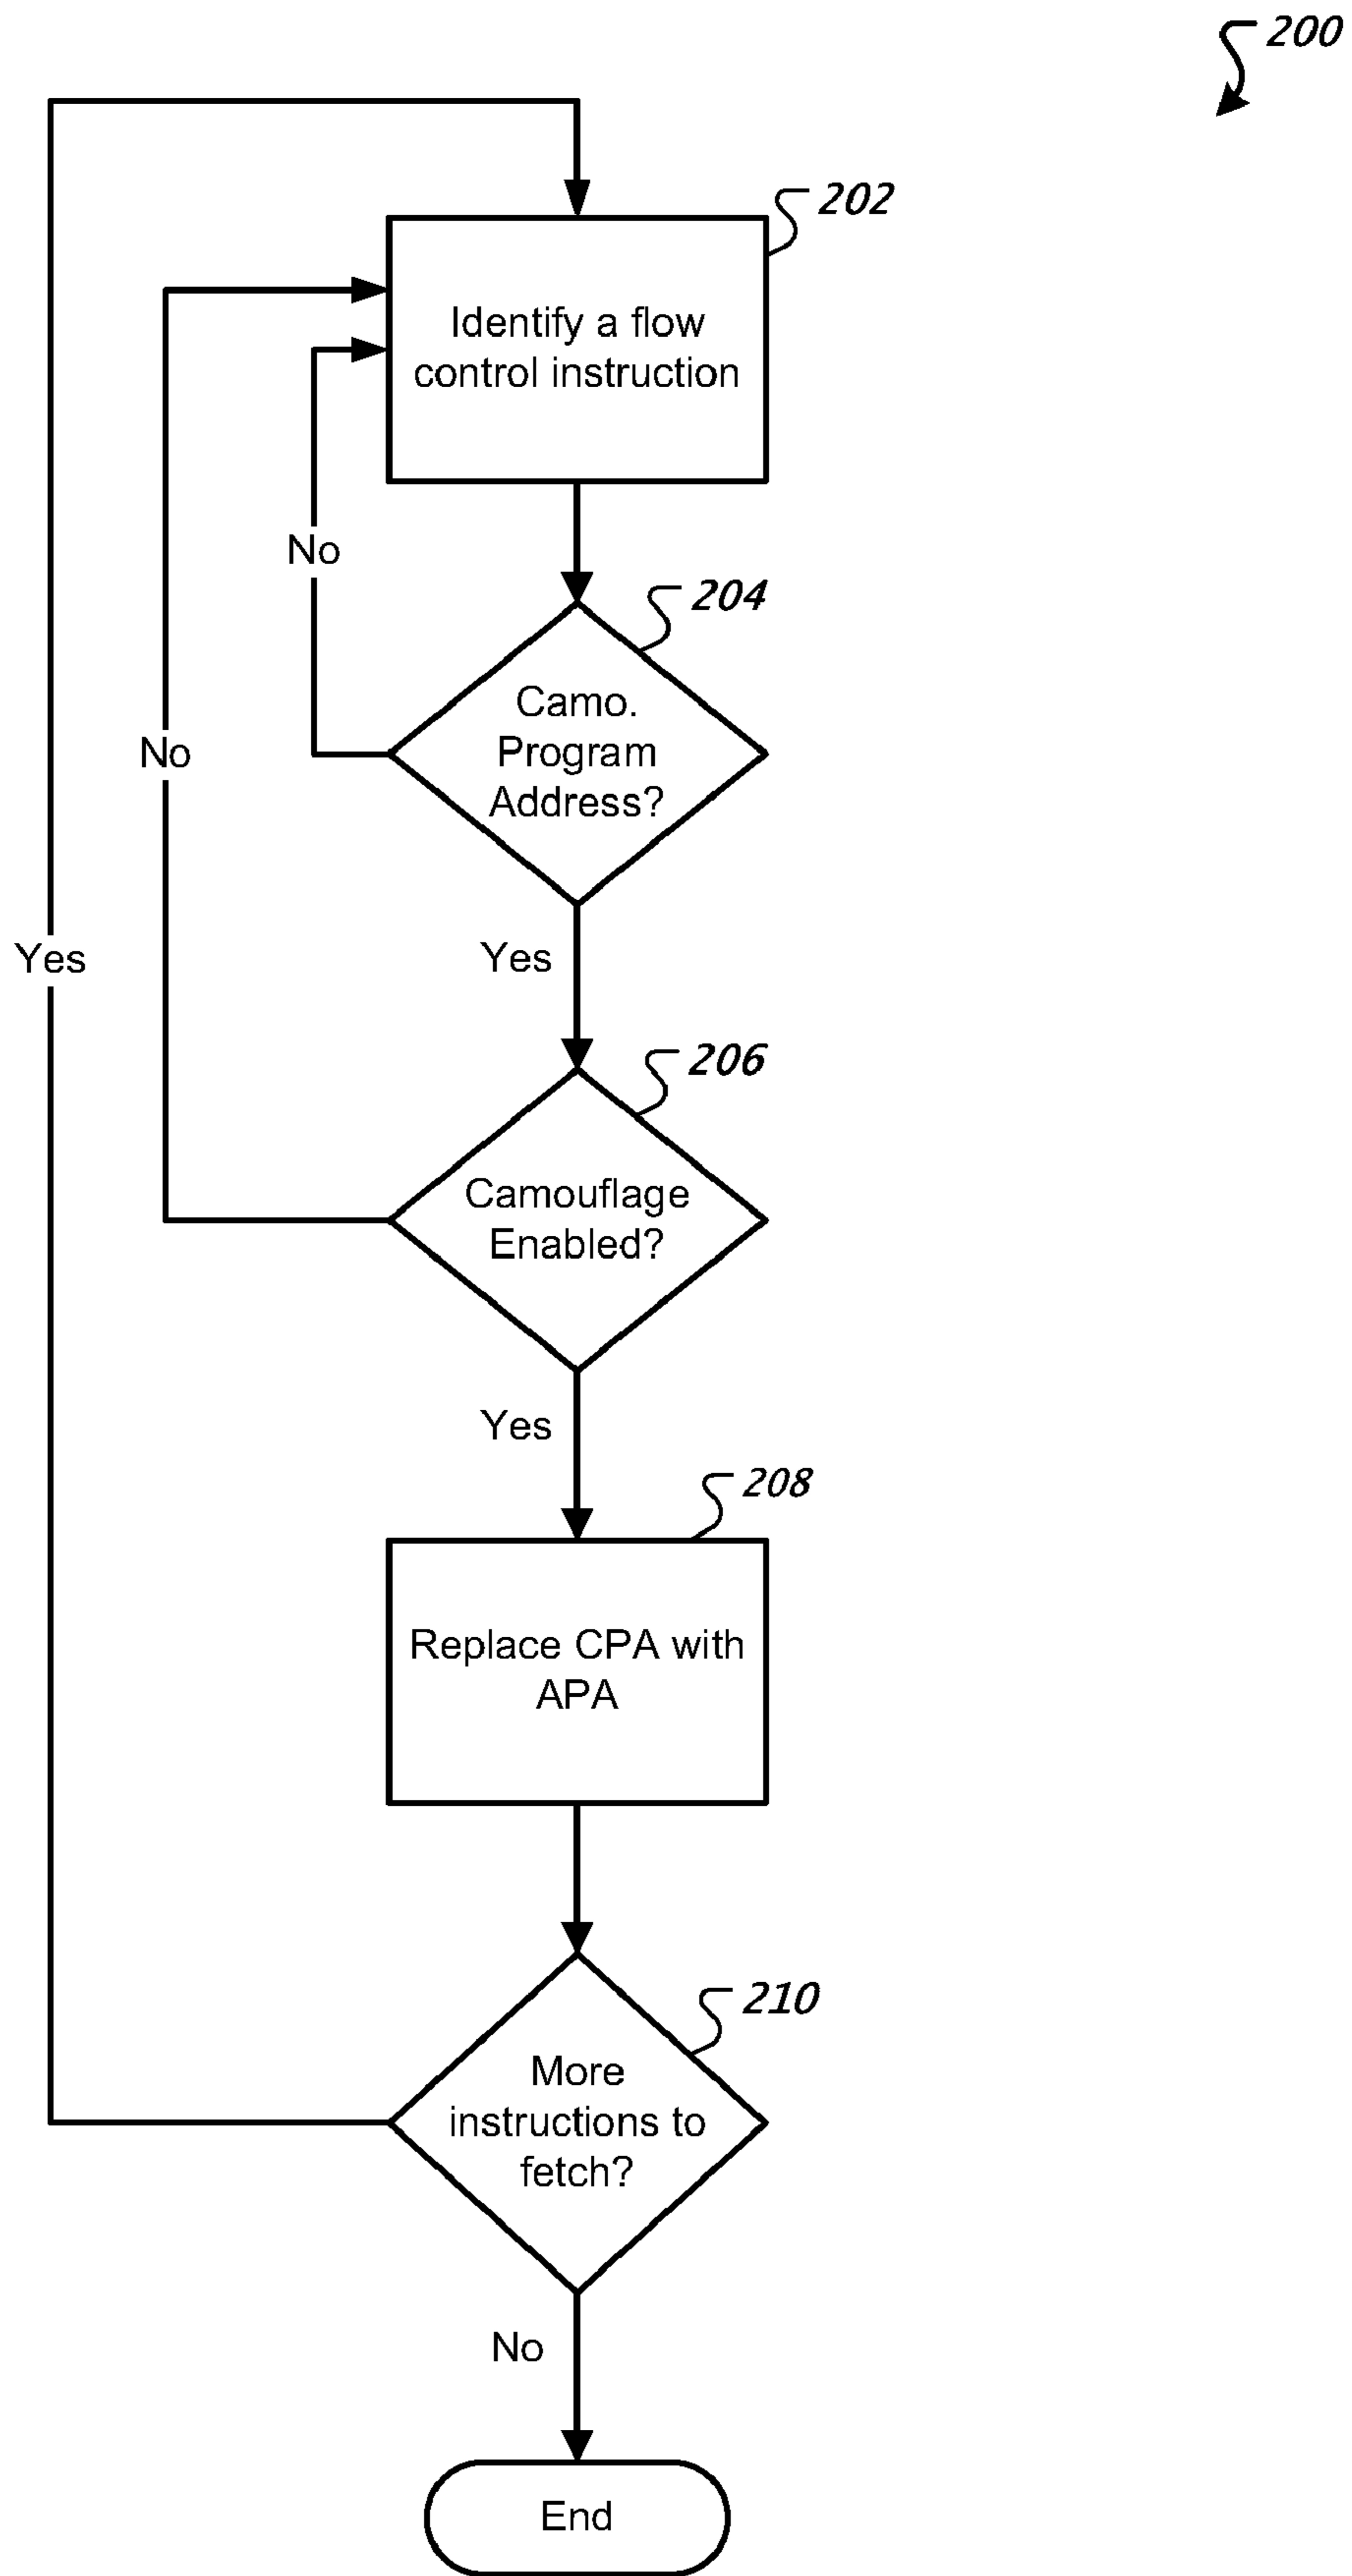 200
202
Identify a flow
control instruction
No
204
Camo.
Program
Address?
No
Yes
Yes
206
Camouflage
Enabled?
Yes
208
Replace CPA with
APA
210
More
instructions to
fetch?
No
End